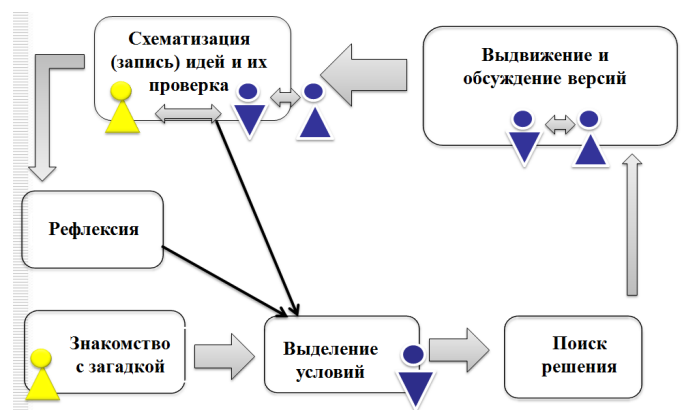 Схематизация
(запись) идей и их
проверка
Выдвижение и
обсуждение версий
Рефлексия
Знакомство
с загадкой
Выделение
условий
Поиск
решения